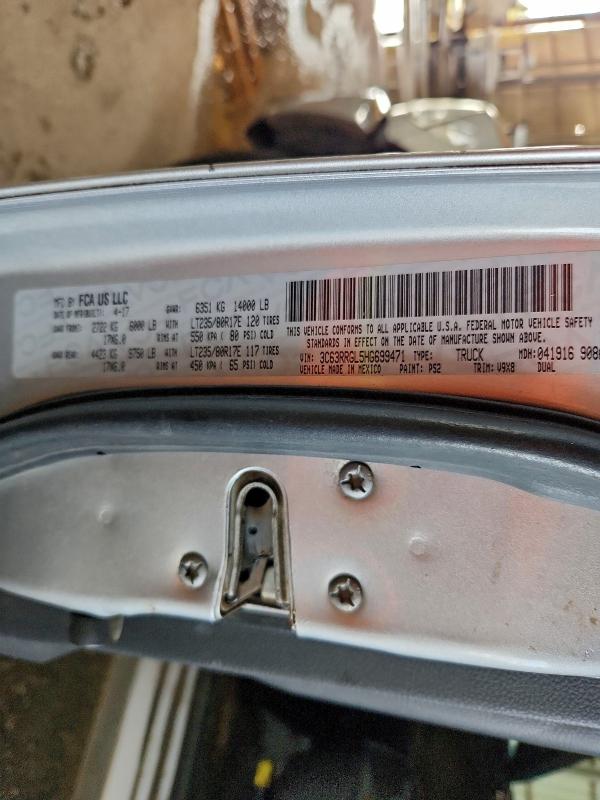 MFD BY FCA US LLC
DATE OF MFR(BUILT): 4-17 GVWR: 6351 KG 14000 LB
GAWR FRONT: 2722 KG 6000 LB WITH LT235/80R17E 120 TIRES
17X6.0 RIMS AT 550 KPA ( 80 PSI) COLD
GAWR REAR: 4423 KG 9750 LB WITH LT235/80R17E 117 TIRES
17X6.0 RIMS AT 450 KPA ( 65 PSI) COLD
THIS VEHICLE CONFORMS TO ALL APPLICABLE U.S.A. FEDERAL MOTOR VEHICLE SAFETY
STANDARDS IN EFFECT ON THE DATE OF MANUFACTURE SHOWN ABOVE.
VIN: 3C63RRGL5HG699471 TYPE: TRUCK MDH: 041916 908
VEHICLE MADE IN MEXICO PAINT: PS2 TRIM: V9X8 DUAL